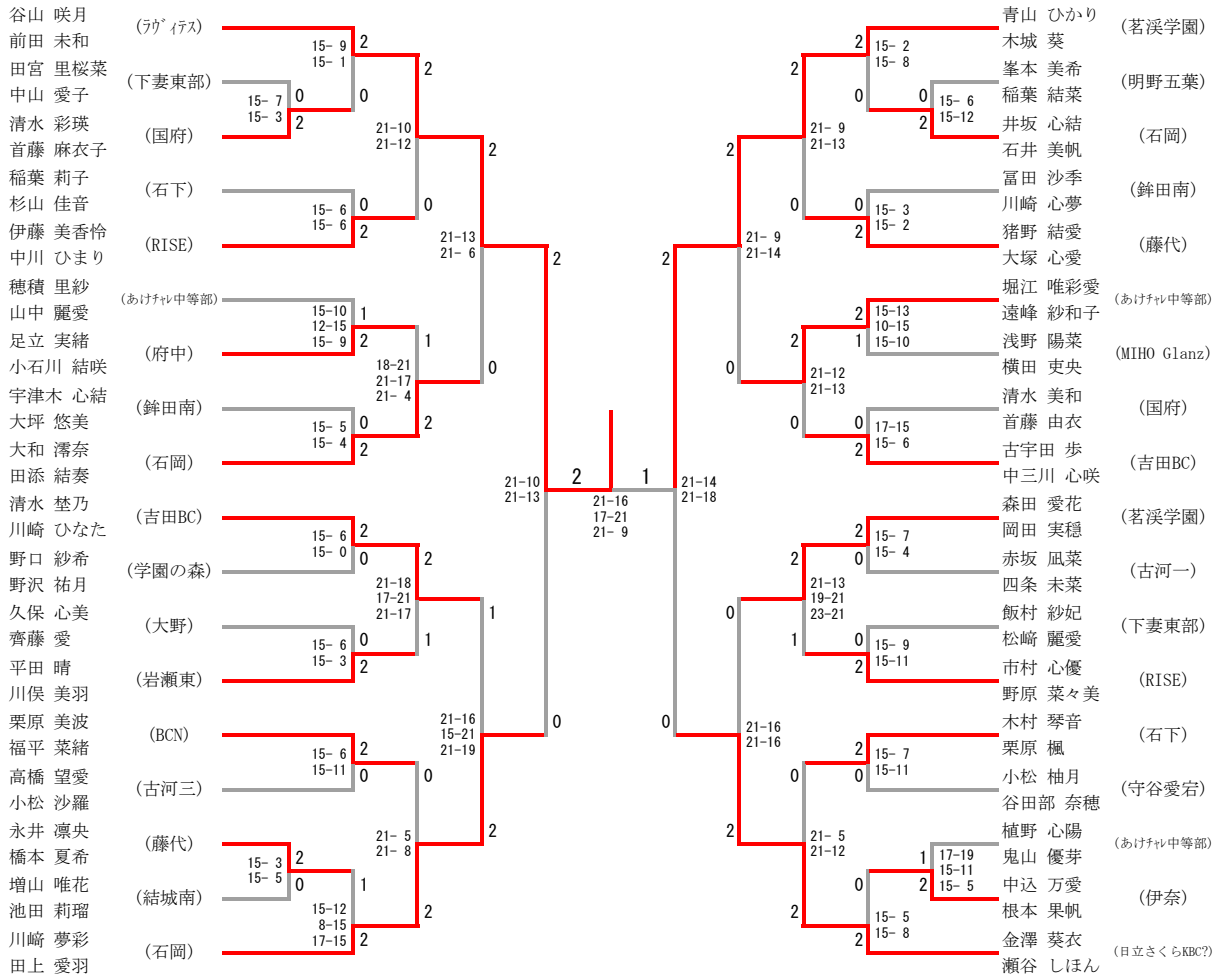 谷山 咲月
(ラヴィテス)
前田 未和
田宮 里桜菜
(下妻東部)
中山 愛子
清水 彩瑛
(国府)
首藤 麻衣子
稲葉 莉子
(石下)
杉山 佳音
伊藤 美香怜
(RISE)
中川 ひまり
穂積 里紗
(あけチャレ中等部)
山中 麗愛
足立 実緒
(府中)
小石川 結咲
宇津木 心結
(鉾田南)
大坪 悠美
大和 澪奈
(石岡)
田添 結奏
清水 埜乃
(吉田BC)
川崎 ひなた
野口 紗希
(学園の森)
野沢 祐月
久保 心美
(大野)
齊藤 愛
平田 晴
(岩瀬東)
川俣 美羽
栗原 美波
(BCN)
福平 菜緒
高橋 望愛
(古河三)
小松 沙羅
永井 凛央
(藤代)
橋本 夏希
増山 唯花
(結城南)
池田 莉瑠
川﨑 夢彩
(石岡)
田上 愛羽
15- 9
15- 1
2
0
15- 7
15- 3
0
2
21-10
21-12
2
0
15- 6
15- 6
0
2
21-13
21- 6
2
0
15-10
12-15
15- 9
1
2
18-21
21-17
21- 4
1
2
15- 5
15- 4
0
2
21-10
21-13
2
0
15- 6
15- 0
2
0
21-18
17-21
21-17
2
1
15- 6
15- 3
0
2
21-16
15-21
21-19
1
2
15- 6
15-11
2
0
21- 5
21- 8
0
2
15- 3
15- 5
2
0
15-12
8-15
17-15
1
2
2
1
21-16
17-21
21- 9
青山 ひかり
(茗渓学園)
木城 葵
峯本 美希
(明野五葉)
稲葉 結菜
井坂 心結
(石岡)
石井 美帆
冨田 沙季
(鉾田南)
川崎 心夢
猪野 結愛
(藤代)
大塚 心愛
堀江 唯彩愛
(あけチャレ中等部)
遠峰 紗和子
浅野 陽菜
(MIHO Glanz)
横田 吏央
清水 美和
(国府)
首藤 由衣
古宇田 歩
(吉田BC)
中三川 心咲
森田 愛花
(茗渓学園)
岡田 実穏
赤坂 凪菜
(古河一)
四条 未菜
飯村 紗妃
(下妻東部)
松﨑 麗愛
市村 心優
(RISE)
野原 菜々美
木村 琴音
(石下)
栗原 楓
小松 柚月
(守谷愛宕)
谷田部 奈穂
植野 心陽
(あけチャレ中等部)
鬼山 優芽
中込 万愛
(伊奈)
根本 果帆
金澤 葵衣
(日立さくらKBC?)
瀬谷 しほん
2
0
15- 2
15- 8
0
2
15- 6
15-12
2
0
21- 9
21-13
0
2
15- 3
15- 2
2
0
21- 9
21-14
2
1
15-13
10-15
15-10
2
0
21-12
21-13
0
2
17-15
15- 6
2
0
21-14
21-18
2
0
15- 7
15- 4
2
1
21-13
19-21
23-21
0
2
15- 9
15-11
0
2
21-16
21-16
2
0
15- 7
15-11
0
2
21- 5
21-12
1
2
17-19
15-11
15- 5
0
2
15- 5
15- 8